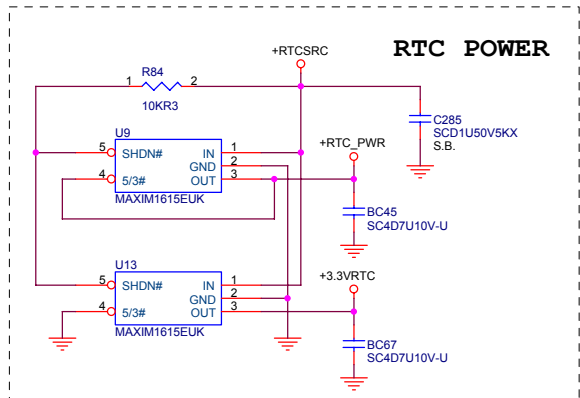 +RTCSRC
RTC POWER
R84
1 2
10KR3
C285
SCD1U50V5KX
S.B.
U9
5 SHDN# IN 1
GND 2
4 5/3# OUT 3
MAXIM1615EUK
+RTC_PWR
BC45
SC4D7U10V-U
U13
5 SHDN# IN 1
GND 2
4 5/3# OUT 3
MAXIM1615EUK
+3.3VRTC
BC67
SC4D7U10V-U